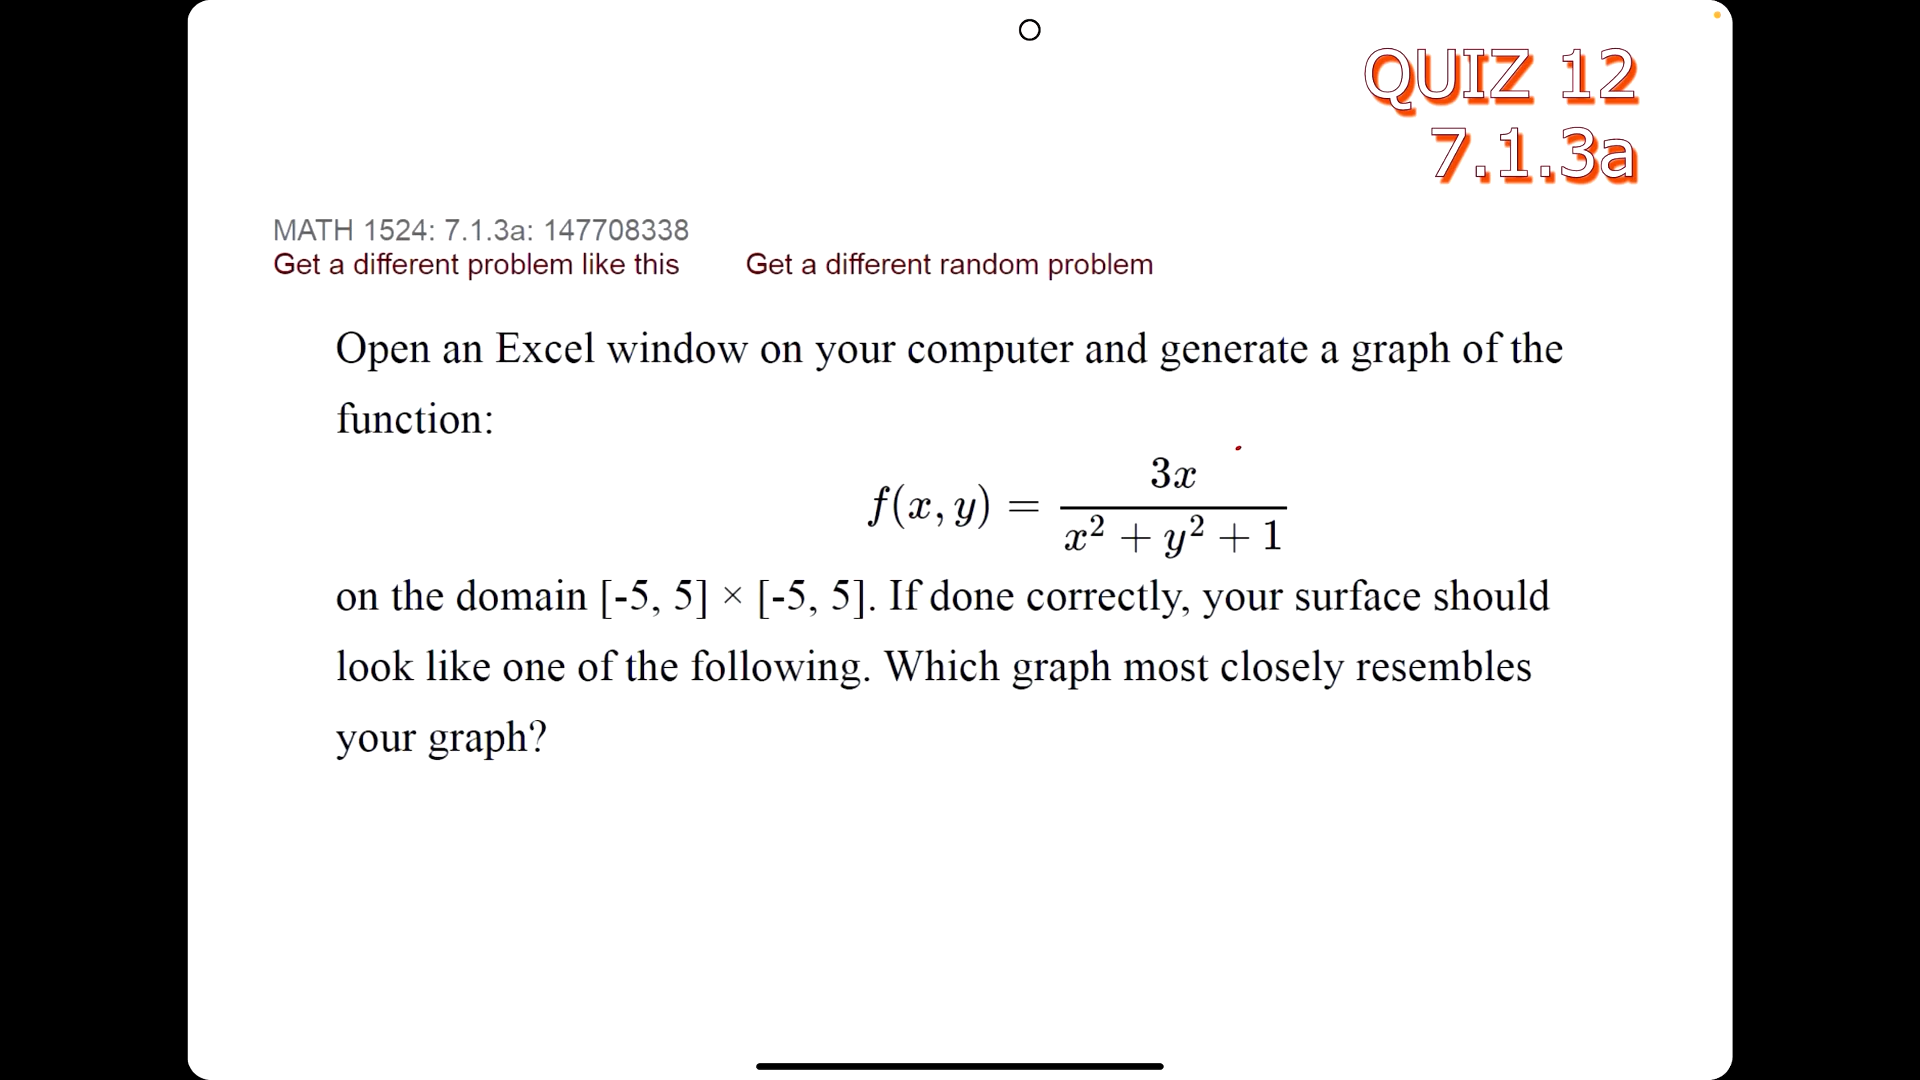 QUIZ 12
7.1.3a
MATH 1524: 7.1.3a: 147708338
Get a different problem like this Get a different random problem
Open an Excel window on your computer and generate a graph of the
function:
f(x, y) = 3x / (x² + y² + 1)
on the domain [-5, 5] × [-5, 5]. If done correctly, your surface should
look like one of the following. Which graph most closely resembles
your graph?